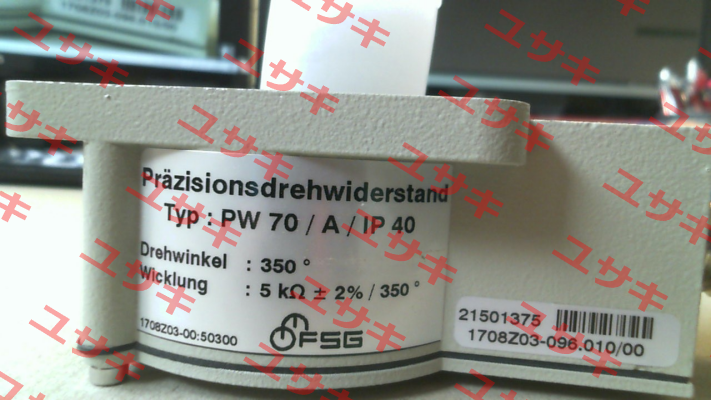 Präzisionsdrehwiderstand
Typ : PW 70 / A / IP 40
Drehwinkel : 350 °
Wicklung : 5 kΩ ± 2% / 350 °
1708Z03-00:50300
FSG
21501375
1708Z03-096.010/00
ユサキ